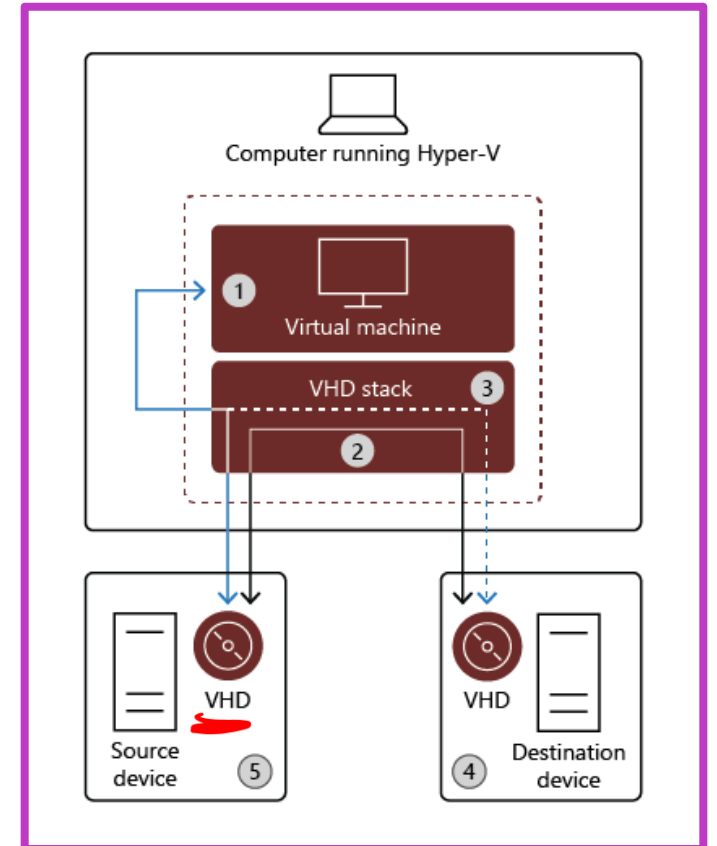 Computer running Hyper-V
1
Virtual machine
VHD stack
3
2
VHD
VHD
Source
device
5
4
Destination
device